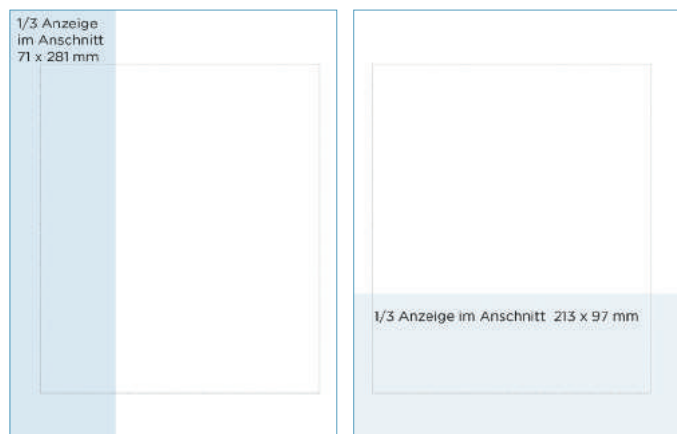 1/3 Anzeige
im Anschnitt
71 x 281 mm
1/3 Anzeige im Anschnitt 213 x 97 mm